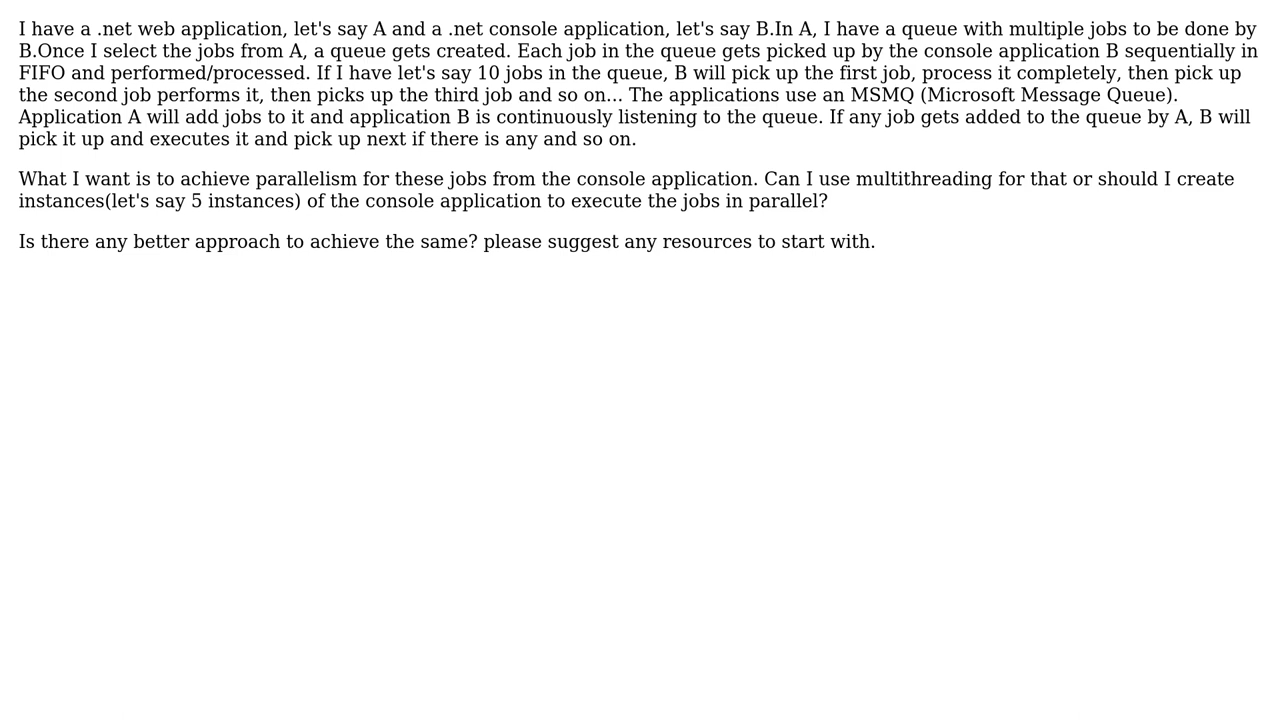 I have a .net web application, let's say A and a .net console application, let's say B.In A, I have a queue with multiple jobs to be done by
B.Once I select the jobs from A, a queue gets created. Each job in the queue gets picked up by the console application B sequentially in
FIFO and performed/processed. If I have let's say 10 jobs in the queue, B will pick up the first job, process it completely, then pick up
the second job performs it, then picks up the third job and so on... The applications use an MSMQ (Microsoft Message Queue).
Application A will add jobs to it and application B is continuously listening to the queue. If any job gets added to the queue by A, B will
pick it up and executes it and pick up next if there is any and so on.
What I want is to achieve parallelism for these jobs from the console application. Can I use multithreading for that or should I create
instances(let's say 5 instances) of the console application to execute the jobs in parallel?
Is there any better approach to achieve the same? please suggest any resources to start with.